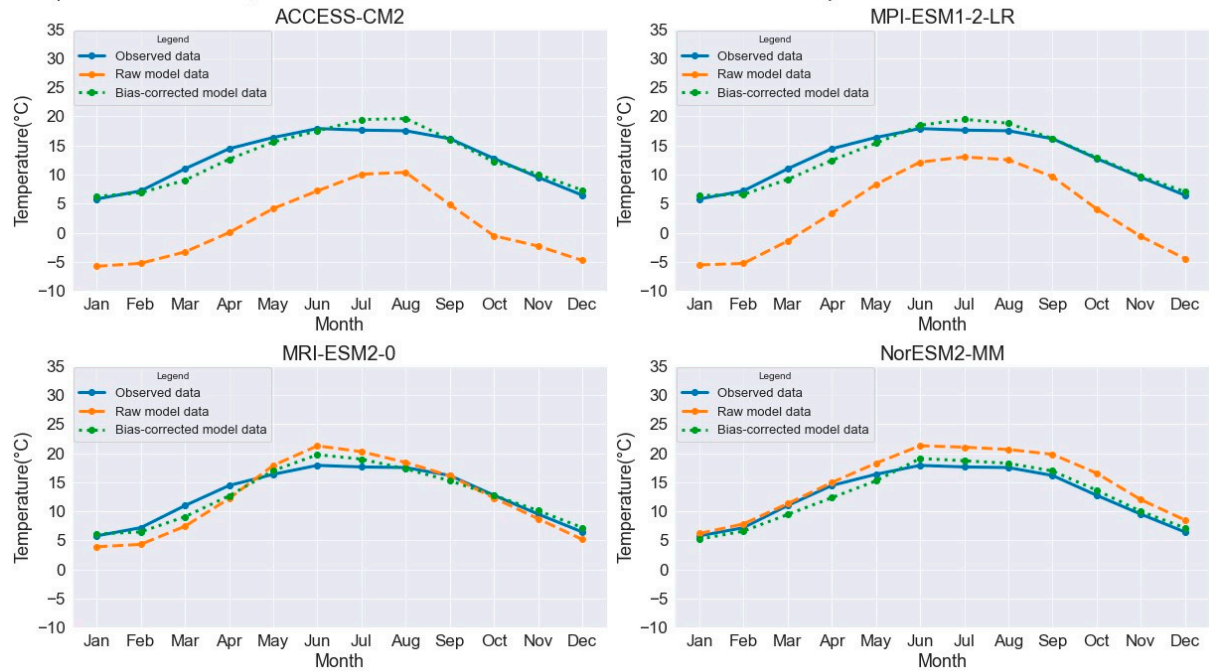 ACCESS-CM2
35
30
25
20
15
10
5
0
−5
−10
Temperature(°C)
Legend
Observed data
Raw model data
Bias-corrected model data
Jan Feb Mar Apr May Jun Jul Aug Sep Oct Nov Dec
Month
MPI-ESM1-2-LR
35
30
25
20
15
10
5
0
−5
−10
Temperature(°C)
Legend
Observed data
Raw model data
Bias-corrected model data
Jan Feb Mar Apr May Jun Jul Aug Sep Oct Nov Dec
Month
MRI-ESM2-0
35
30
25
20
15
10
5
0
−5
−10
Temperature(°C)
Legend
Observed data
Raw model data
Bias-corrected model data
Jan Feb Mar Apr May Jun Jul Aug Sep Oct Nov Dec
Month
NorESM2-MM
35
30
25
20
15
10
5
0
−5
−10
Temperature(°C)
Legend
Observed data
Raw model data
Bias-corrected model data
Jan Feb Mar Apr May Jun Jul Aug Sep Oct Nov Dec
Month